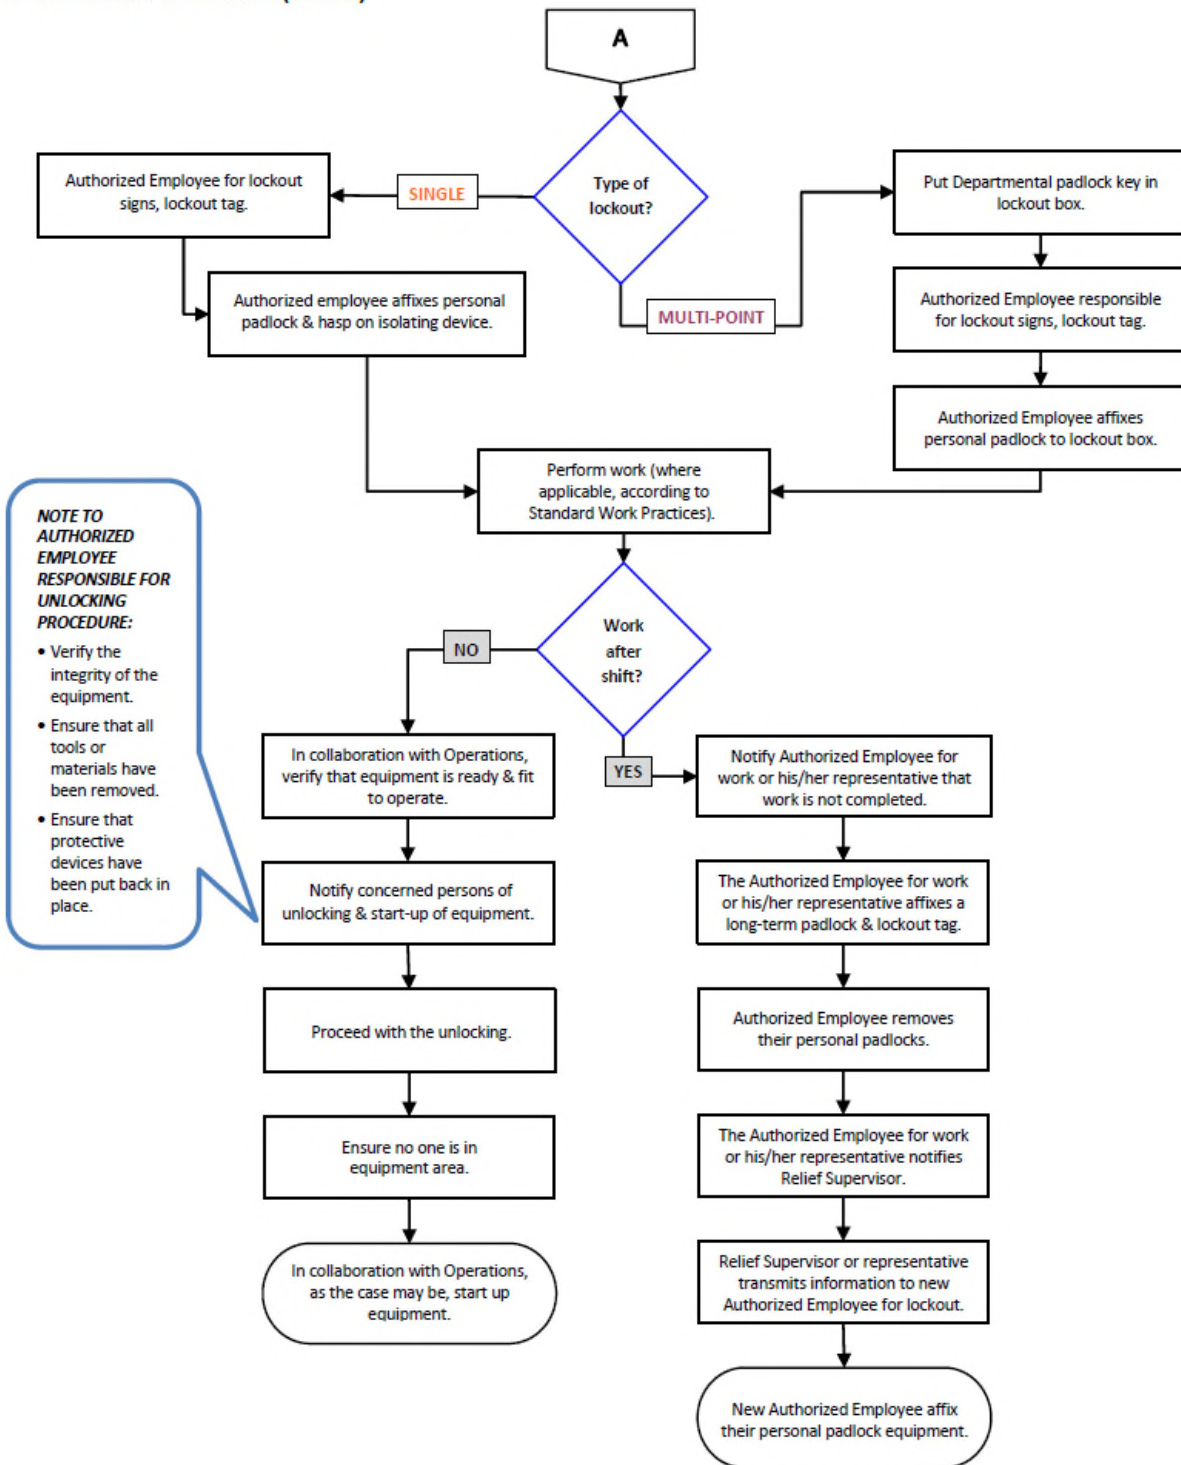 A
Type of
lockout?
SINGLE
Authorized Employee for lockout
signs, lockout tag.
Authorized employee affixes personal
padlock & hasp on isolating device.
MULTI-POINT
Put Departmental padlock key in
lockout box.
Authorized Employee responsible
for lockout signs, lockout tag.
Authorized Employee affixes
personal padlock to lockout box.
Perform work (where
applicable, according to
Standard Work Practices).
NOTE TO
AUTHORIZED
EMPLOYEE
RESPONSIBLE FOR
UNLOCKING
PROCEDURE:
• Verify the
integrity of the
equipment.
• Ensure that all
tools or
materials have
been removed.
• Ensure that
protective
devices have
been put back in
place.
Work
after
shift?
NO
In collaboration with Operations,
verify that equipment is ready & fit
to operate.
Notify concerned persons of
unlocking & start-up of equipment.
Proceed with the unlocking.
Ensure no one is in
equipment area.
In collaboration with Operations,
as the case may be, start up
equipment.
YES
Notify Authorized Employee for
work or his/her representative that
work is not completed.
The Authorized Employee for work
or his/her representative affixes a
long-term padlock & lockout tag.
Authorized Employee removes
their personal padlocks.
The Authorized Employee for work
or his/her representative notifies
Relief Supervisor.
Relief Supervisor or representative
transmits information to new
Authorized Employee for lockout.
New Authorized Employee affix
their personal padlock equipment.